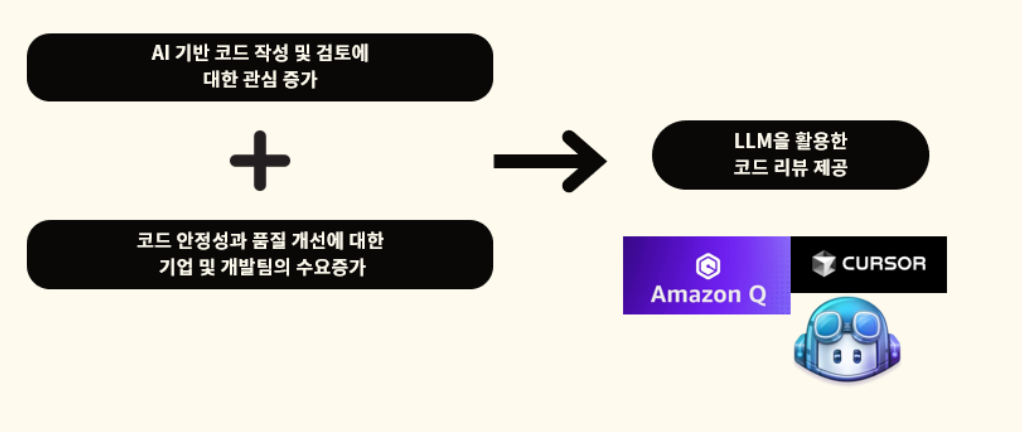 AI 기반 코드 작성 및 검토에
대한 관심 증가
코드 안정성과 품질 개선에 대한
기업 및 개발팀의 수요증가
LLM을 활용한
코드 리뷰 제공
Amazon Q
CURSOR